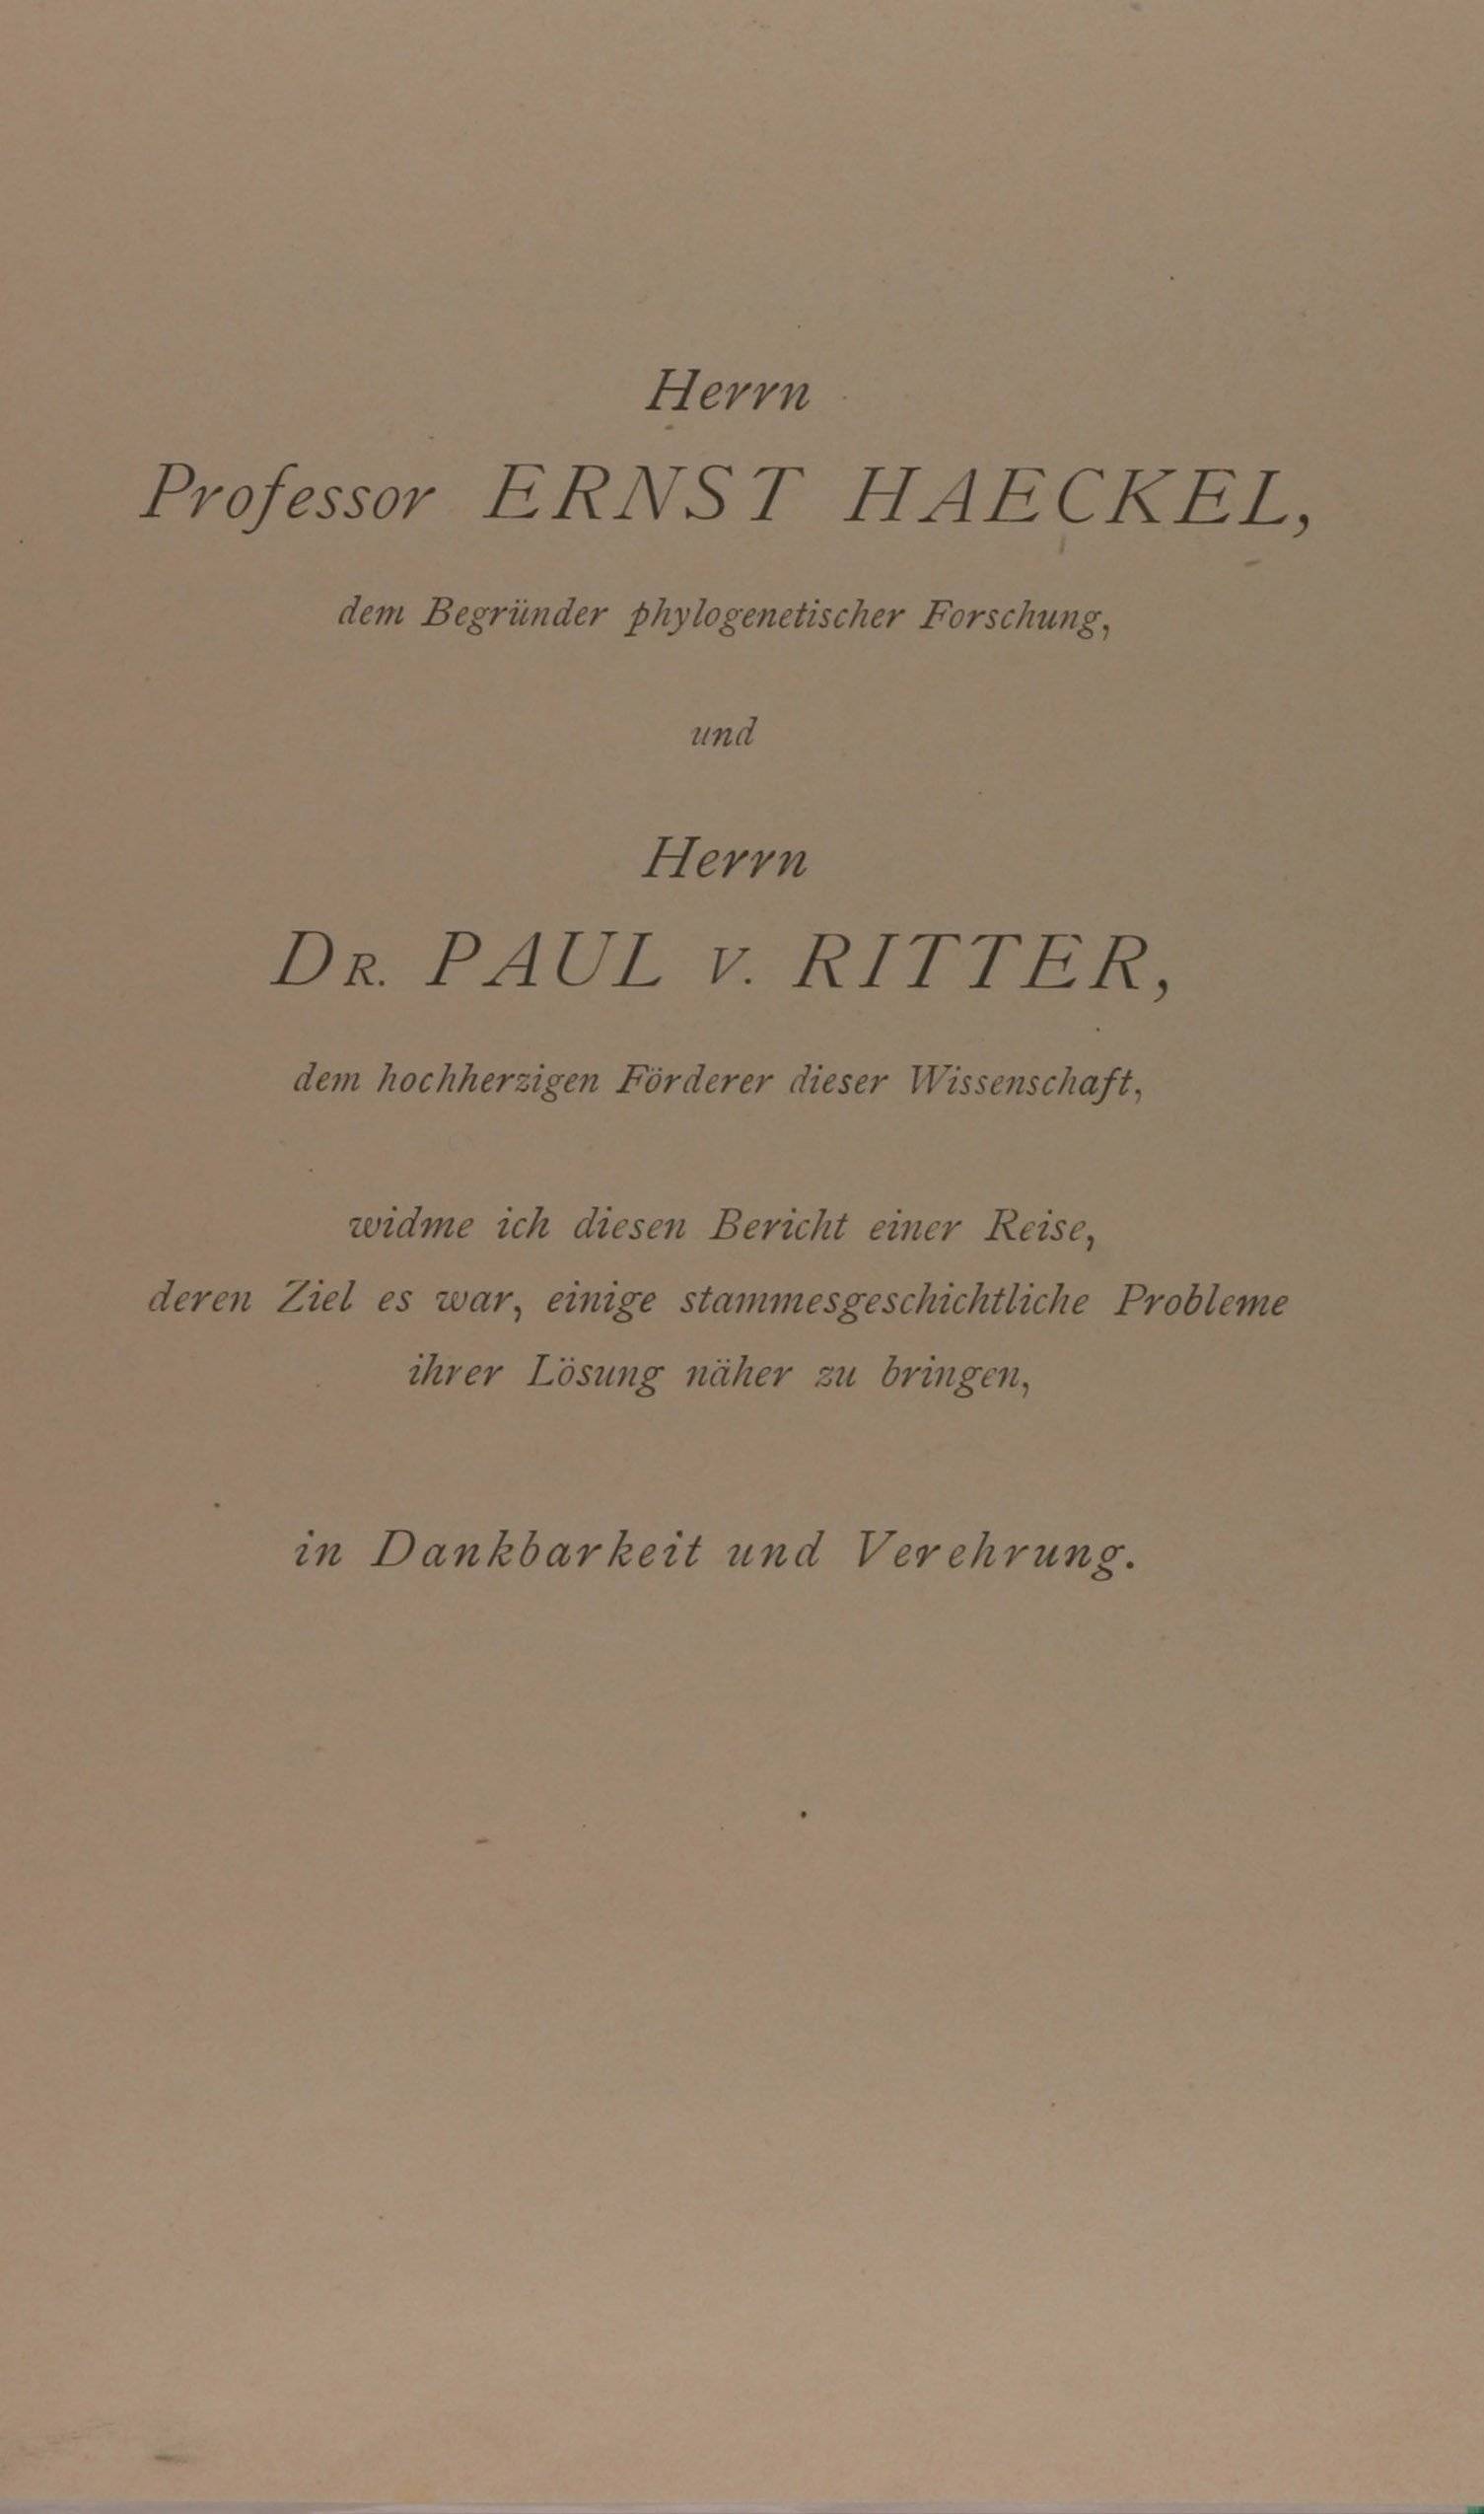 Herrn
Professor ERNST HAECKEL,
dem Begründer phylogenetischer Forschung,
und
Herrn
DR. PAUL V. RITTER,
dem hochherzigen Förderer dieser Wissenschaft,
widme ich diesen Bericht einer Reise,
deren Ziel es war, einige stammesgeschichtliche Probleme
ihrer Lösung näher zu bringen,
in Dankbarkeit und Verehrung.